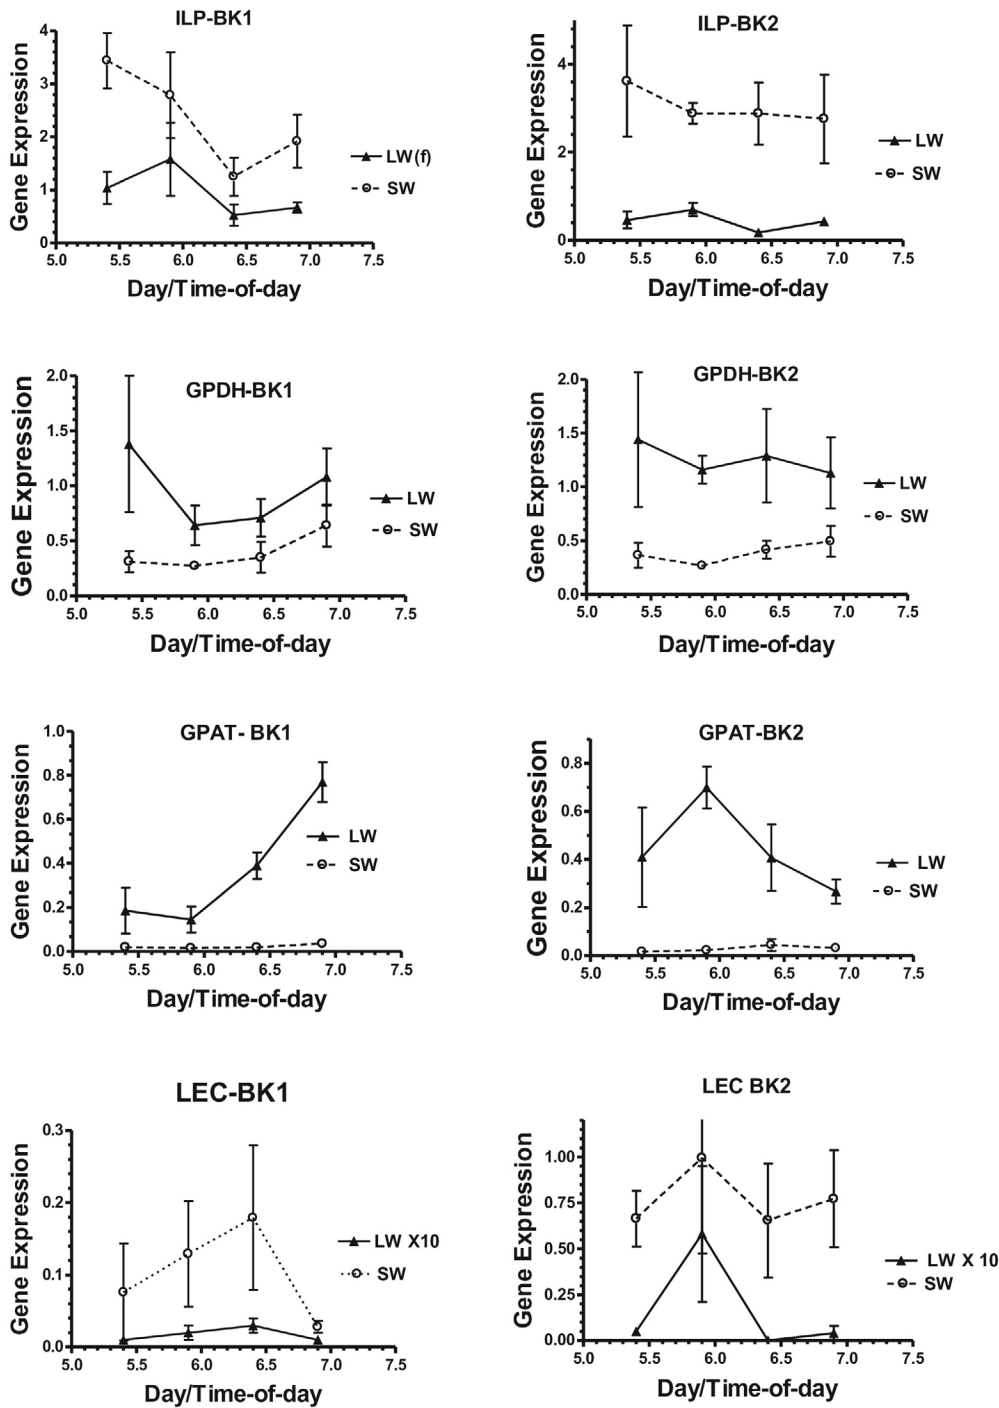 ILP-BK1
Gene Expression
4
3
2
1
0
5.0 5.5 6.0 6.5 7.0 7.5
Day/Time-of-day
LW(f)
SW
ILP-BK2
Gene Expression
4
2
0
5.0 5.5 6.0 6.5 7.0 7.5
Day/Time-of-day
LW
SW
GPDH-BK1
Gene Expression
2.0
1.5
1.0
0.5
0.0
5.0 5.5 6.0 6.5 7.0 7.5
Day/Time-of-day
LW
SW
GPDH-BK2
Gene Expression
2.0
1.5
1.0
0.5
0.0
5.0 5.5 6.0 6.5 7.0 7.5
Day/Time-of-day
LW
SW
GPAT- BK1
Gene Expression
1.0
0.8
0.6
0.4
0.2
0.0
5.0 5.5 6.0 6.5 7.0 7.5
Day/Time-of-day
LW
SW
GPAT-BK2
Gene Expression
0.8
0.6
0.4
0.2
0.0
5.0 5.5 6.0 6.5 7.0 7.5
Day/Time-of-day
LW
SW
LEC-BK1
Gene Expression
0.3
0.2
0.1
0.0
5.0 5.5 6.0 6.5 7.0 7.5
Day/Time-of-day
LW X10
SW
LEC BK2
Gene Expression
1.00
0.75
0.50
0.25
0.00
5.0 5.5 6.0 6.5 7.0 7.5
Day/Time-of-day
LW X 10
SW